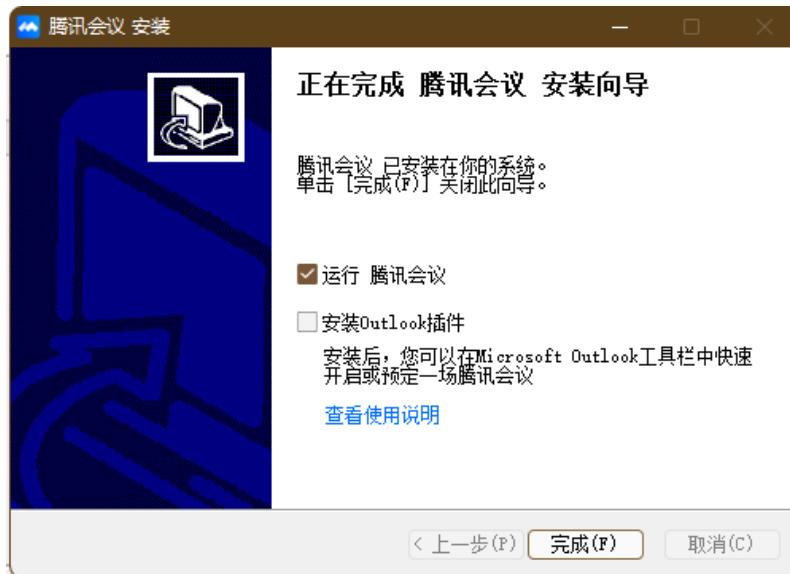 腾讯会议 安装
正在完成 腾讯会议 安装向导
腾讯会议 已安装在你的系统。
单击 [完成(F)] 关闭此向导。
运行 腾讯会议
安装Outlook插件
安装后，您可以在Microsoft Outlook工具栏中快速
开启或预定一场腾讯会议
查看使用说明
< 上一步(P)
完成(F)
取消(C)